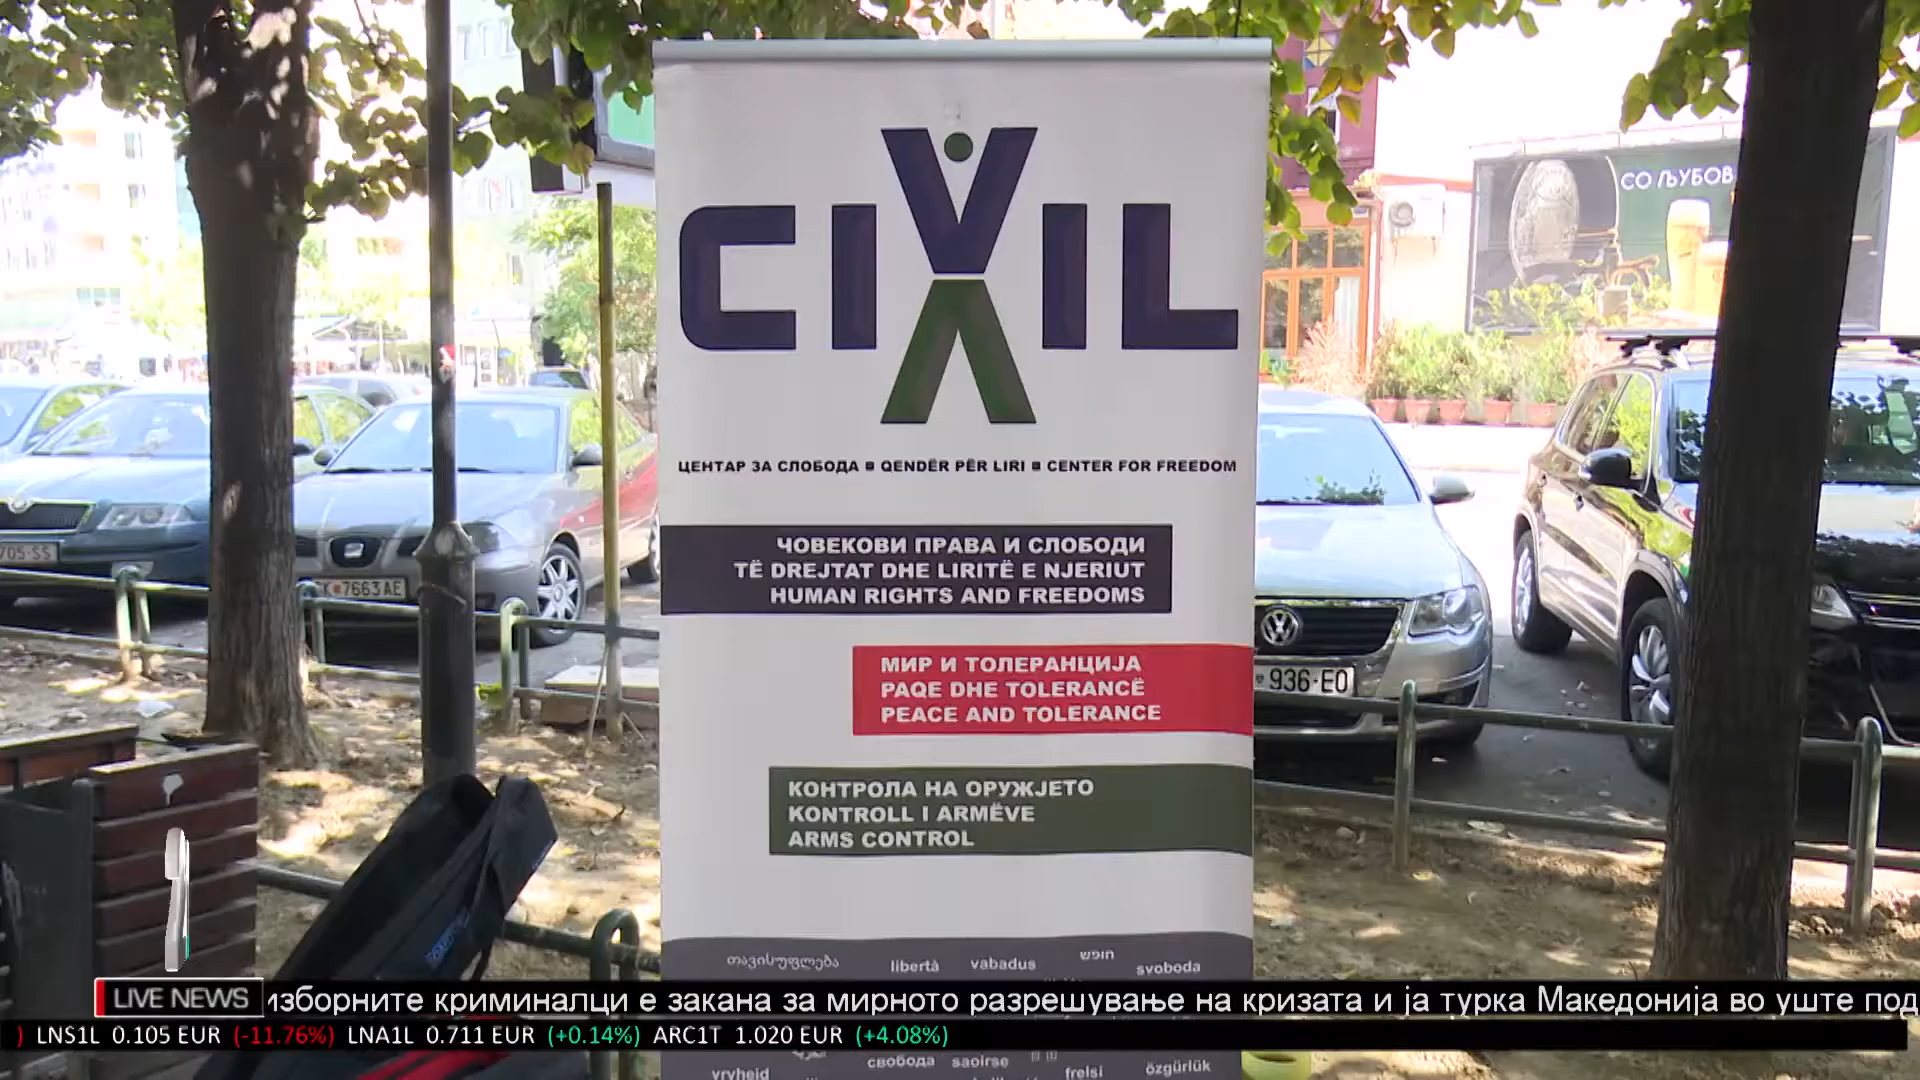 CIVIL
ЦЕНТАР ЗА СЛОБОДА ■ QENDËR PËR LIRI ■ CENTER FOR FREEDOM
ЧОВЕКОВИ ПРАВА И СЛОБОДИ
TË DREJTAT DHE LIRITË E NJERIUT
HUMAN RIGHTS AND FREEDOMS
МИР И ТОЛЕРАНЦИЈА
PAQE DHE TOLERANCË
PEACE AND TOLERANCE
КОНТРОЛА НА ОРУЖЈЕТО
KONTROLL I ARMËVE
ARMS CONTROL
СО ЉУБОВ
705-SS
7663 AE
936-EO
თავისუფლება libertà vabadus חופש svoboda
LIVE NEWS изборните криминалци е закана за мирното разрешување на кризата и ја турка Македонија во уште под
) LNS1L 0.105 EUR (-11.76%) LNA1L 0.711 EUR (+0.14%) ARC1T 1.020 EUR (+4.08%)
свобода saoirse
vryheid frelsi özgürlük